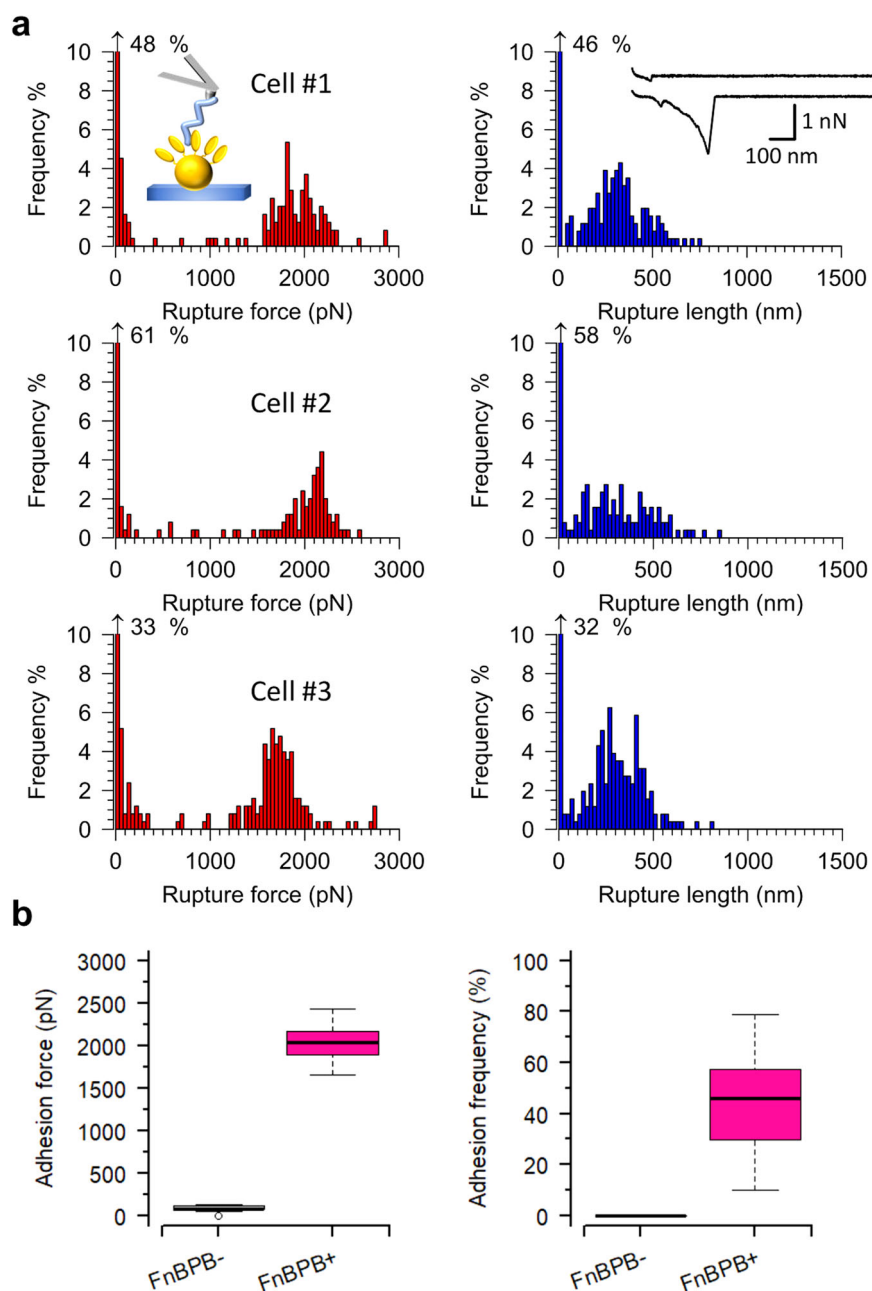 a
48 %
46 %
10
8
6
4
2
0
Frequency %
Cell #1
0 1000 2000 3000
Rupture force (pN)
10
8
6
4
2
0
Frequency %
1 nN
100 nm
0 500 1000 1500
Rupture length (nm)
61 %
58 %
10
8
6
4
2
0
Frequency %
Cell #2
0 1000 2000 3000
Rupture force (pN)
10
8
6
4
2
0
Frequency %
0 500 1000 1500
Rupture length (nm)
33 %
32 %
10
8
6
4
2
0
Frequency %
Cell #3
0 1000 2000 3000
Rupture force (pN)
10
8
6
4
2
0
Frequency %
0 500 1000 1500
Rupture length (nm)
b
Adhesion force (pN)
3000
2500
2000
1500
1000
500
0
FnBPB- FnBPB+
Adhesion frequency (%)
100
80
60
40
20
0
FnBPB- FnBPB+